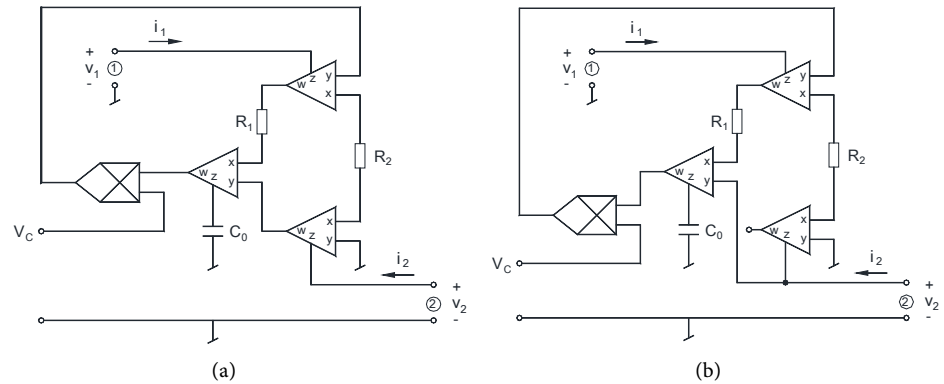 i1
+
v1 ①
-
z
w
y
x
R1
R2
x
w
y
z
x
w
y
z
C0
VC
i2
+
② v2
-
(a)
i1
+
v1 ①
-
z
w
y
x
R1
R2
x
w
y
z
x
w
y
z
C0
VC
i2
+
② v2
-
(b)